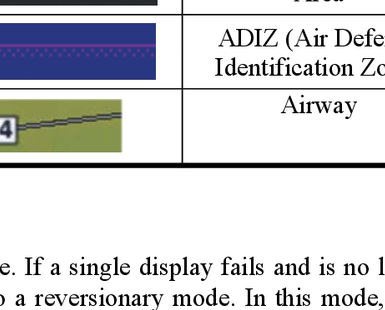 ADIZ (Air Defe
Identification Zo
4
Airway
e. If a single display fails and is no l
o a reversionary mode. In this mode,